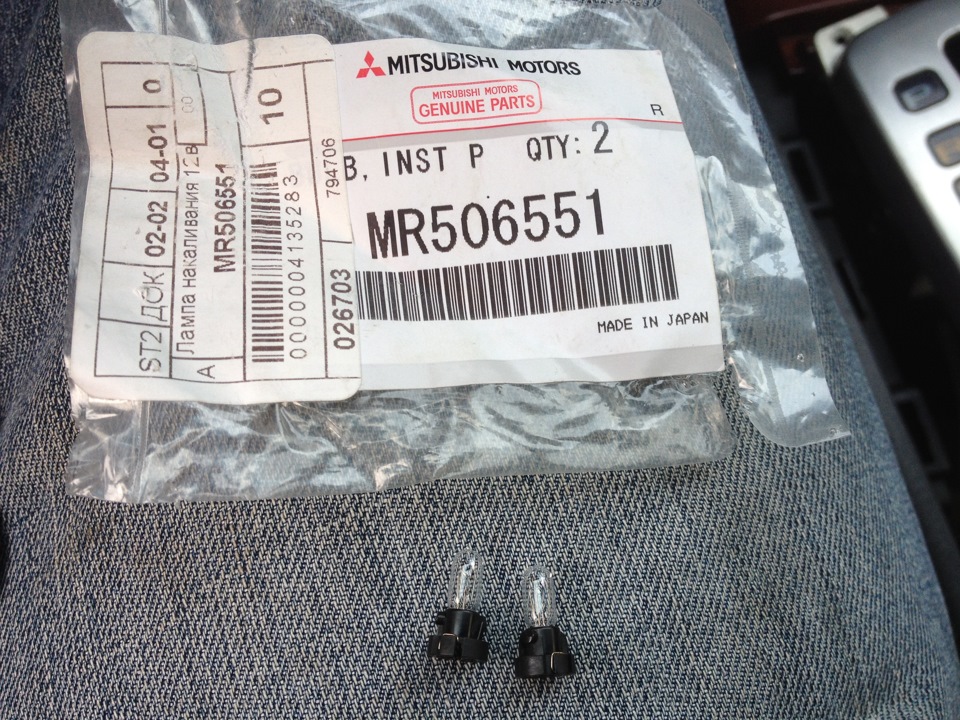 MITSUBISHI MOTORS
MITSUBISHI MOTORS
GENUINE PARTS
R
B, INST P QTY: 2
MR506551
MADE IN JAPAN
ST2 ДОК 02-02 04-01 0
Лампа накаливания 12в 00
A MR506551
10
0000004135283
026703 794706